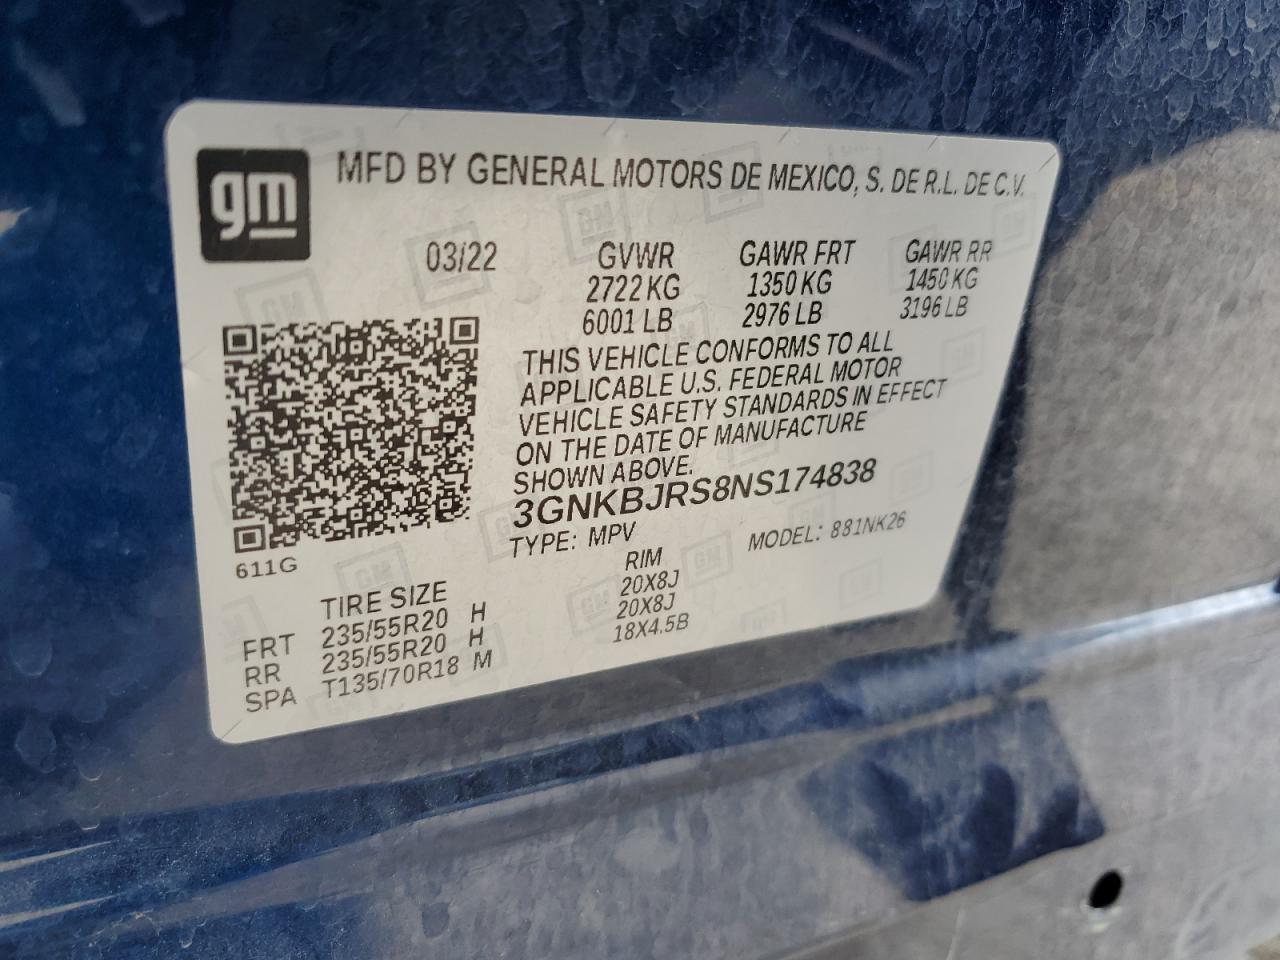 gm
MFD BY GENERAL MOTORS DE MEXICO, S. DE R.L. DE C.V.
03/22 GVWR GAWR FRT GAWR RR
2722 KG 1350 KG 1450 KG
6001 LB 2976 LB 3196 LB
THIS VEHICLE CONFORMS TO ALL
APPLICABLE U.S. FEDERAL MOTOR
VEHICLE SAFETY STANDARDS IN EFFECT
ON THE DATE OF MANUFACTURE
SHOWN ABOVE.
3GNKBJRS8NS174838
TYPE: MPV MODEL: 881NK26
611G
TIRE SIZE RIM
FRT 235/55R20 H 20X8J
RR 235/55R20 H 20X8J
SPA T135/70R18 M 18X4.5B